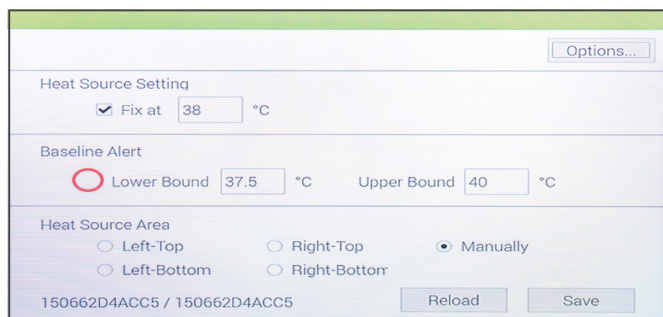 Options...
Heat Source Setting
Fix at 38 °C
Baseline Alert
Lower Bound 37.5 °C Upper Bound 40 °C
Heat Source Area
Left-Top Right-Top Manually
Left-Bottom Right-Bottom
150662D4ACC5 / 150662D4ACC5 Reload Save